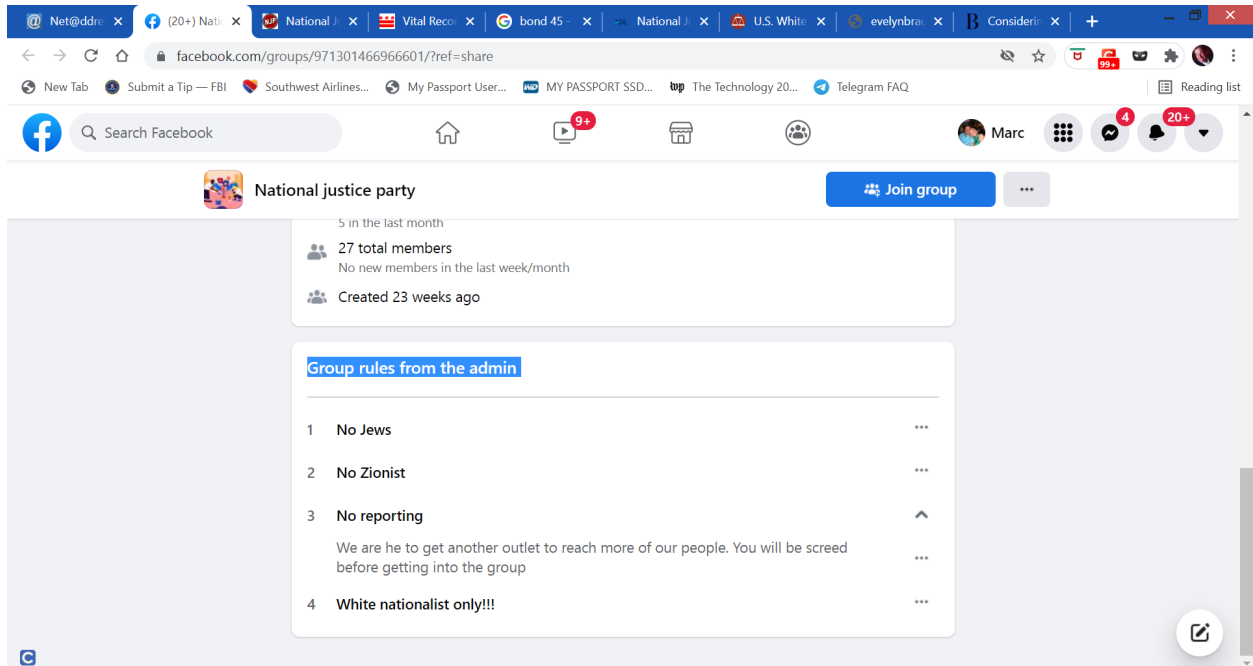 Net@ddre
(20+) Natio
National Ju
Vital Recor
bond 45 -
National Ju
U.S. White
evelynbrau
Considerin
facebook.com/groups/971301466966601/?ref=share
99+
New Tab
Submit a Tip — FBI
Southwest Airlines...
My Passport User...
MY PASSPORT SSD...
The Technology 20...
Telegram FAQ
Reading list
Search Facebook
9+
Marc
4
20+
National justice party
Join group
5 in the last month
27 total members
No new members in the last week/month
Created 23 weeks ago
Group rules from the admin
1 No Jews
2 No Zionist
3 No reporting
We are he to get another outlet to reach more of our people. You will be screed
before getting into the group
4 White nationalist only!!!